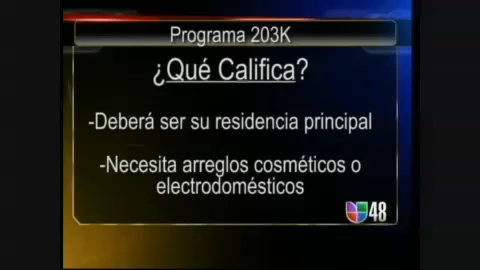 Programa 203K
¿Qué Califica?
-Deberá ser su residencia principal
-Necesita arreglos cosméticos o
electrodomésticos
48